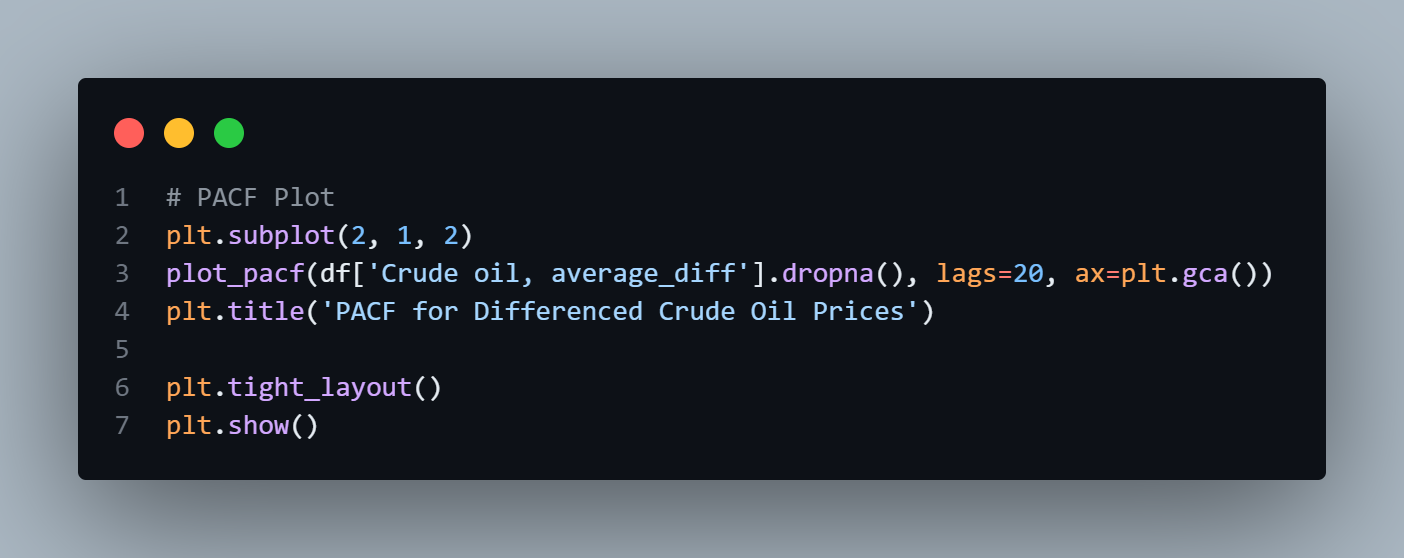 1 # PACF Plot
2 plt.subplot(2, 1, 2)
3 plot_pacf(df['Crude oil, average_diff'].dropna(), lags=20, ax=plt.gca())
4 plt.title('PACF for Differenced Crude Oil Prices')
5
6 plt.tight_layout()
7 plt.show()